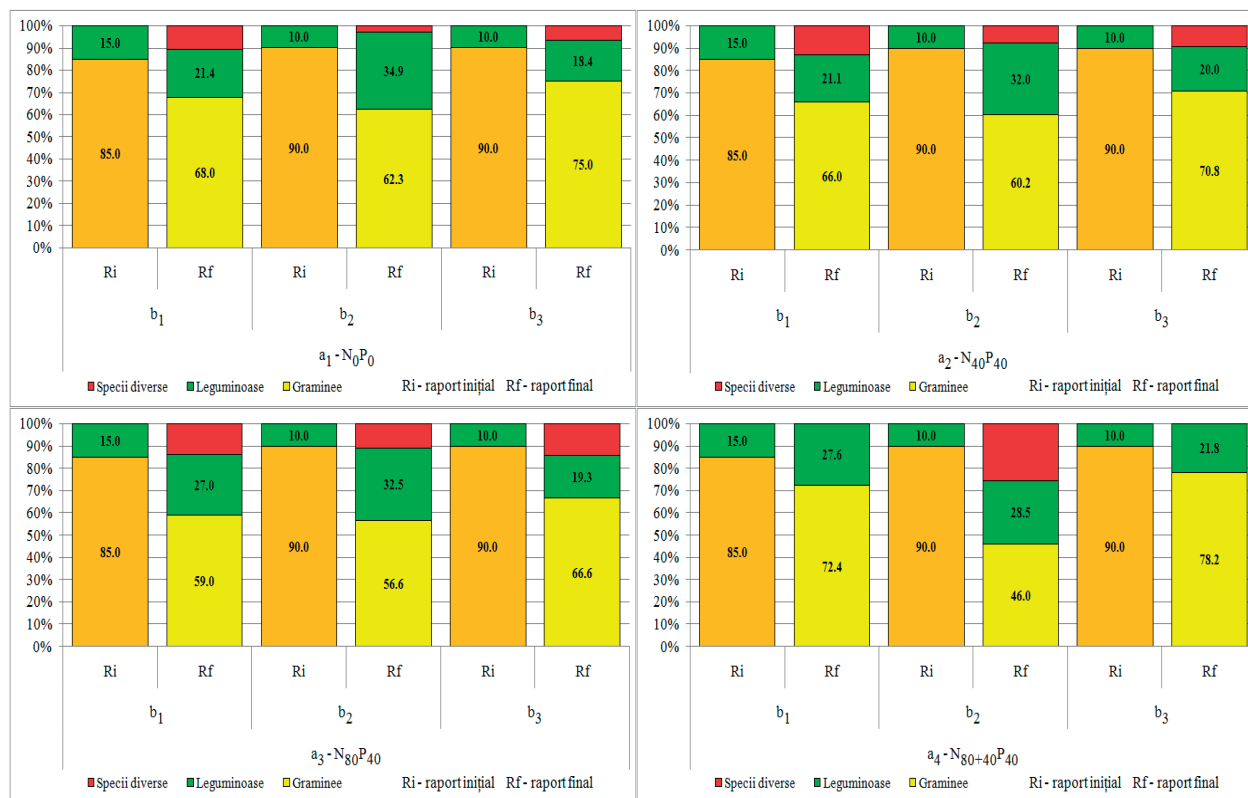 100%
90%
80%
70%
60%
50%
40%
30%
20%
10%
0%
15.0 21.4 10.0 34.9 10.0 18.4
85.0 68.0 90.0 62.3 90.0 75.0
Ri Rf Ri Rf Ri Rf
b1 b2 b3
a1 - N0P0
Specii diverse Leguminoase Graminee Ri - raport inițial Rf - raport final
100%
90%
80%
70%
60%
50%
40%
30%
20%
10%
0%
15.0 21.1 10.0 32.0 10.0 20.0
85.0 66.0 90.0 60.2 90.0 70.8
Ri Rf Ri Rf Ri Rf
b1 b2 b3
a2 - N40P40
Specii diverse Leguminoase Graminee Ri - raport inițial Rf - raport final
100%
90%
80%
70%
60%
50%
40%
30%
20%
10%
0%
15.0 27.0 10.0 32.5 10.0 19.3
85.0 59.0 90.0 56.6 90.0 66.6
Ri Rf Ri Rf Ri Rf
b1 b2 b3
a3 - N80P40
Specii diverse Leguminoase Graminee Ri - raport inițial Rf - raport final
100%
90%
80%
70%
60%
50%
40%
30%
20%
10%
0%
15.0 27.6 10.0 28.5 10.0 21.8
85.0 72.4 90.0 46.0 90.0 78.2
Ri Rf Ri Rf Ri Rf
b1 b2 b3
a4 - N80+40P40
Specii diverse Leguminoase Graminee Ri - raport inițial Rf - raport final